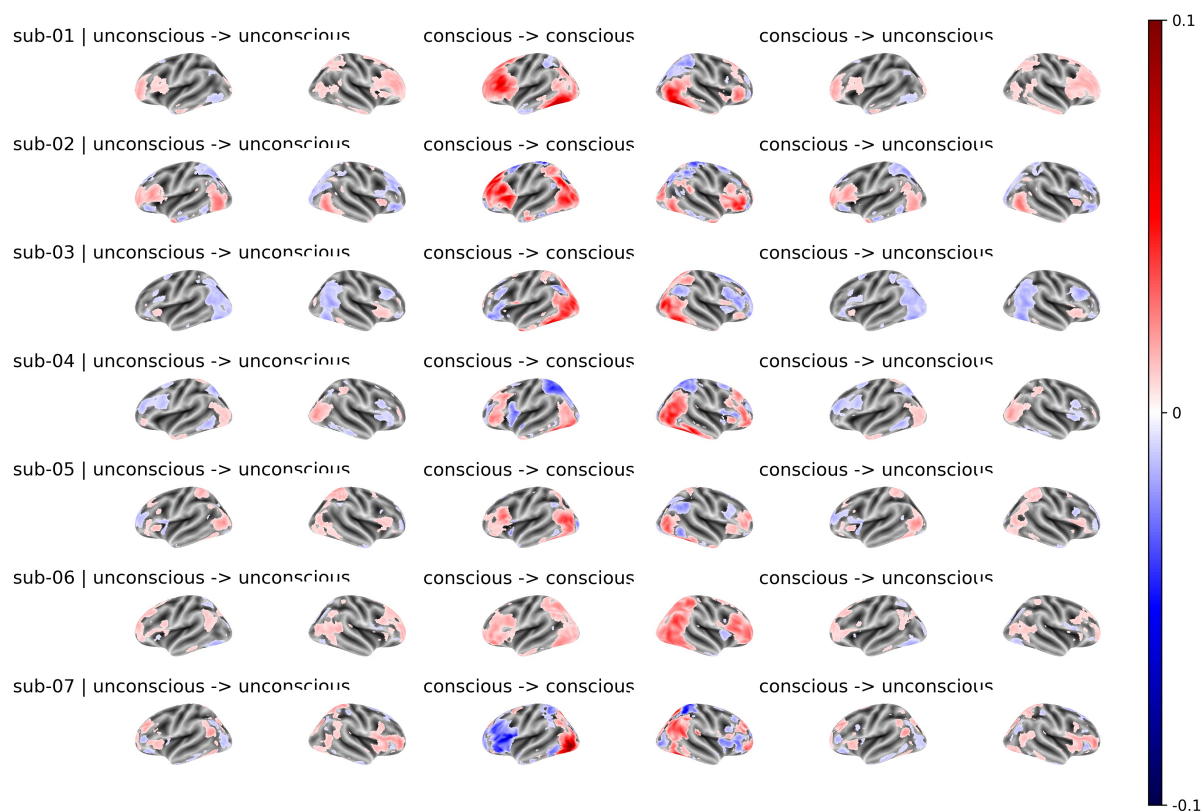 sub-01 | unconscious -> unconscious conscious -> conscious conscious -> unconscious
sub-02 | unconscious -> unconscious conscious -> conscious conscious -> unconscious
sub-03 | unconscious -> unconscious conscious -> conscious conscious -> unconscious
sub-04 | unconscious -> unconscious conscious -> conscious conscious -> unconscious
sub-05 | unconscious -> unconscious conscious -> conscious conscious -> unconscious
sub-06 | unconscious -> unconscious conscious -> conscious conscious -> unconscious
sub-07 | unconscious -> unconscious conscious -> conscious conscious -> unconscious
0.1
0
-0.1